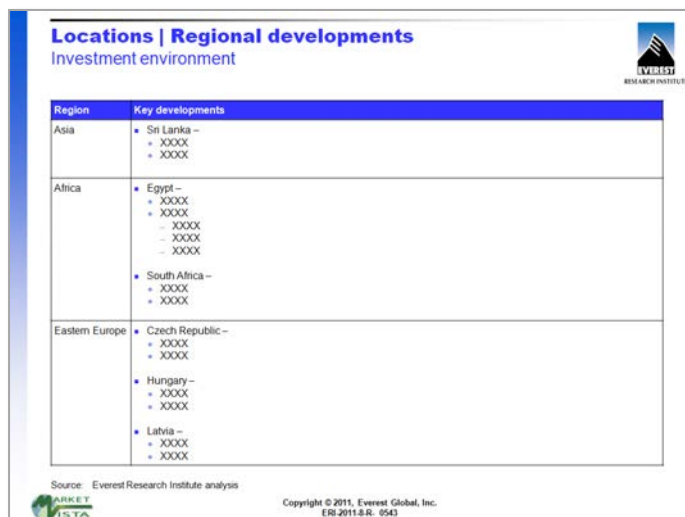 Locations | Regional developments
Investment environment
EVEREST
RESEARCH INSTITUTE
Region Key developments
Asia ▪ Sri Lanka –
• XXXX
• XXXX
Africa ▪ Egypt –
• XXXX
• XXXX
– XXXX
– XXXX
– XXXX
▪ South Africa –
• XXXX
• XXXX
Eastern Europe ▪ Czech Republic –
• XXXX
• XXXX
▪ Hungary –
• XXXX
• XXXX
▪ Latvia –
• XXXX
• XXXX
Source: Everest Research Institute analysis
MARKET
VISTA
Copyright © 2011, Everest Global, Inc.
ERI-2011-8-R- 0543